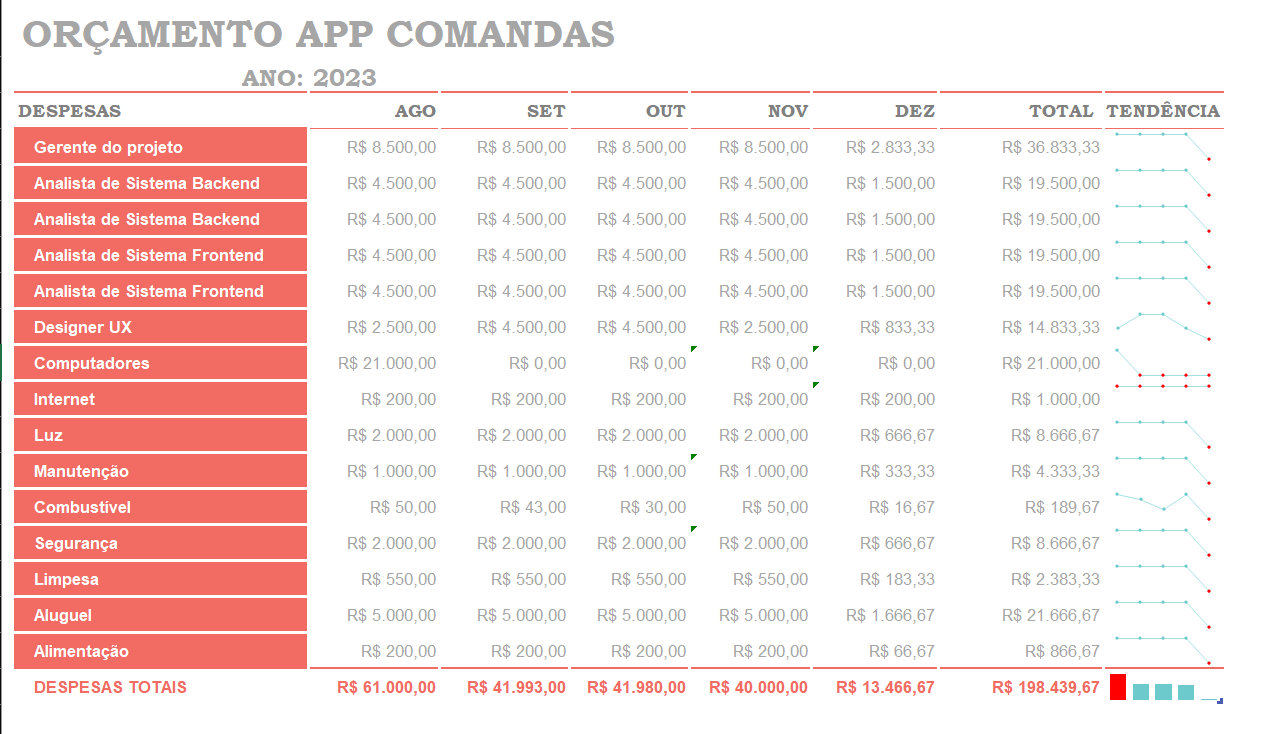 ORÇAMENTO APP COMANDAS
ANO: 2023
DESPESAS AGO SET OUT NOV DEZ TOTAL TENDÊNCIA
Gerente do projeto R$ 8.500,00 R$ 8.500,00 R$ 8.500,00 R$ 8.500,00 R$ 2.833,33 R$ 36.833,33
Analista de Sistema Backend R$ 4.500,00 R$ 4.500,00 R$ 4.500,00 R$ 4.500,00 R$ 1.500,00 R$ 19.500,00
Analista de Sistema Backend R$ 4.500,00 R$ 4.500,00 R$ 4.500,00 R$ 4.500,00 R$ 1.500,00 R$ 19.500,00
Analista de Sistema Frontend R$ 4.500,00 R$ 4.500,00 R$ 4.500,00 R$ 4.500,00 R$ 1.500,00 R$ 19.500,00
Analista de Sistema Frontend R$ 4.500,00 R$ 4.500,00 R$ 4.500,00 R$ 4.500,00 R$ 1.500,00 R$ 19.500,00
Designer UX R$ 2.500,00 R$ 4.500,00 R$ 4.500,00 R$ 2.500,00 R$ 833,33 R$ 14.833,33
Computadores R$ 21.000,00 R$ 0,00 R$ 0,00 R$ 0,00 R$ 0,00 R$ 21.000,00
Internet R$ 200,00 R$ 200,00 R$ 200,00 R$ 200,00 R$ 200,00 R$ 1.000,00
Luz R$ 2.000,00 R$ 2.000,00 R$ 2.000,00 R$ 2.000,00 R$ 666,67 R$ 8.666,67
Manutenção R$ 1.000,00 R$ 1.000,00 R$ 1.000,00 R$ 1.000,00 R$ 333,33 R$ 4.333,33
Combustível R$ 50,00 R$ 43,00 R$ 30,00 R$ 50,00 R$ 16,67 R$ 189,67
Segurança R$ 2.000,00 R$ 2.000,00 R$ 2.000,00 R$ 2.000,00 R$ 666,67 R$ 8.666,67
Limpesa R$ 550,00 R$ 550,00 R$ 550,00 R$ 550,00 R$ 183,33 R$ 2.383,33
Aluguel R$ 5.000,00 R$ 5.000,00 R$ 5.000,00 R$ 5.000,00 R$ 1.666,67 R$ 21.666,67
Alimentação R$ 200,00 R$ 200,00 R$ 200,00 R$ 200,00 R$ 66,67 R$ 866,67
DESPESAS TOTAIS R$ 61.000,00 R$ 41.993,00 R$ 41.980,00 R$ 40.000,00 R$ 13.466,67 R$ 198.439,67